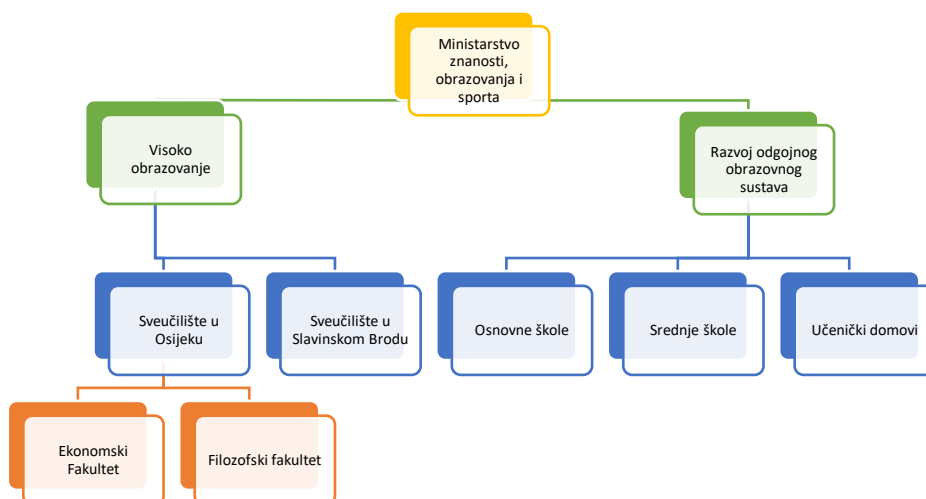 Ministarstvo
znanosti,
obrazovanja i
sporta
Visoko
obrazovanje
Razvoj odgojnog
obrazovnog
sustava
Sveučilište u
Osijeku
Sveučilište u
Slavinskom Brodu
Osnovne škole
Srednje škole
Učenički domovi
Ekonomski
Fakultet
Filozofski fakultet